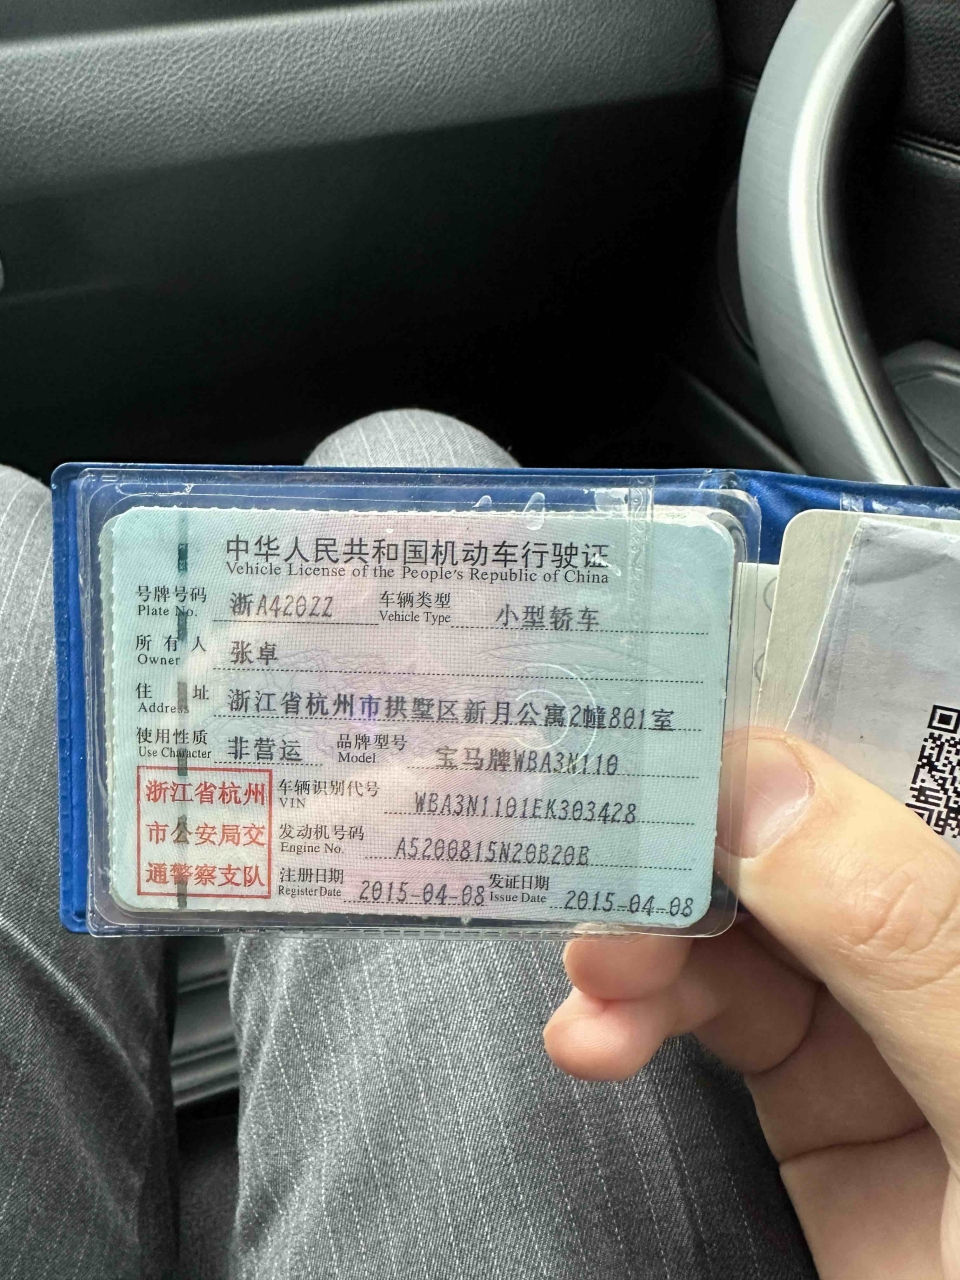 中华人民共和国机动车行驶证
Vehicle License of the People's Republic of China
号牌号码 浙A420ZZ 车辆类型 小型轿车
Plate No. Vehicle Type
所有人 张卓
Owner
住址 浙江省杭州市拱墅区新月公寓2幢801室
Address
使用性质 非营运 品牌型号 宝马牌WBA3N110
Use Character Model
浙江省杭州
市公安局交
通警察支队
车辆识别代号 WBA3N1101EK303428
VIN
发动机号码 A5200815N20B20B
Engine No.
注册日期 2015-04-08 发证日期 2015-04-08
Register Date Issue Date